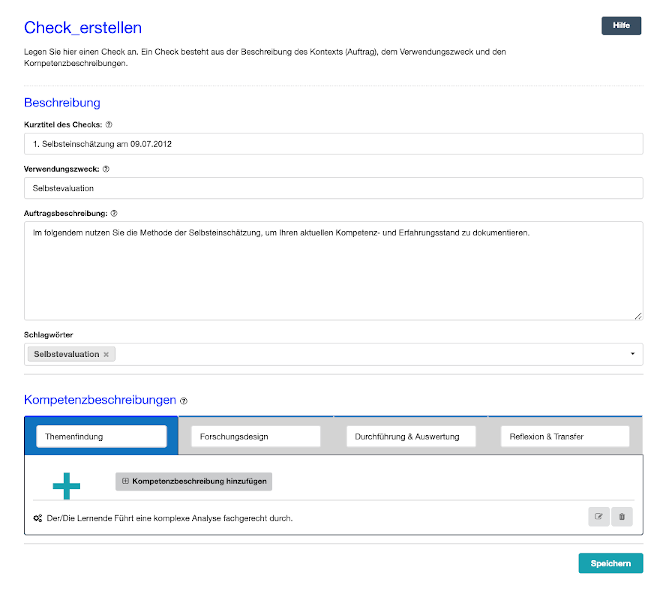 Check_erstellen
Hilfe
Legen Sie hier einen Check an. Ein Check besteht aus der Beschreibung des Kontexts (Auftrag), dem Verwendungszweck und den
Kompetenzbeschreibungen.
Beschreibung
Kurztitel des Checks:
1. Selbsteinschätzung am 09.07.2012
Verwendungszweck:
Selbstevaluation
Auftragsbeschreibung:
Im folgendem nutzen Sie die Methode der Selbsteinschätzung, um Ihren aktuellen Kompetenz- und Erfahrungsstand zu dokumentieren.
Schlagwörter
Selbstevaluation ×
Kompetenzbeschreibungen
Themenfindung Forschungsdesign Durchführung & Auswertung Reflexion & Transfer
Kompetenzbeschreibung hinzufügen
Der/Die Lernende Führt eine komplexe Analyse fachgerecht durch.
Speichern